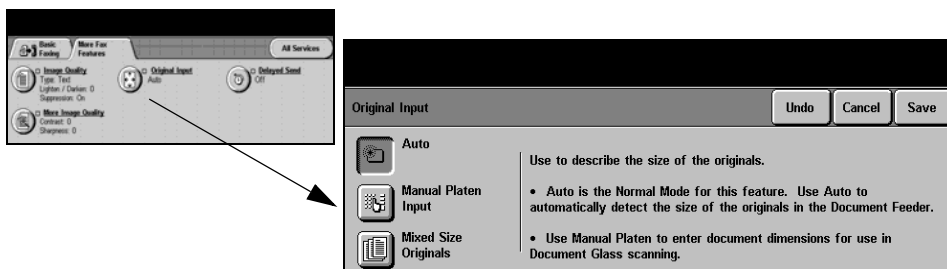 Basic Faxing
More Fax Features
All Services
Image Quality
Type: Text
Lighten / Darken: 0
Suppression: On
Original Input
Auto
Delayed Send
Off
More Image Quality
Contrast: 0
Sharpness: 0
Original Input
Undo
Cancel
Save
Auto
Manual Platen
Input
Mixed Size
Originals
Use to describe the size of the originals.
• Auto is the Normal Mode for this feature. Use Auto to
automatically detect the size of the originals in the Document Feeder.
• Use Manual Platen to enter document dimensions for use in
Document Glass scanning.